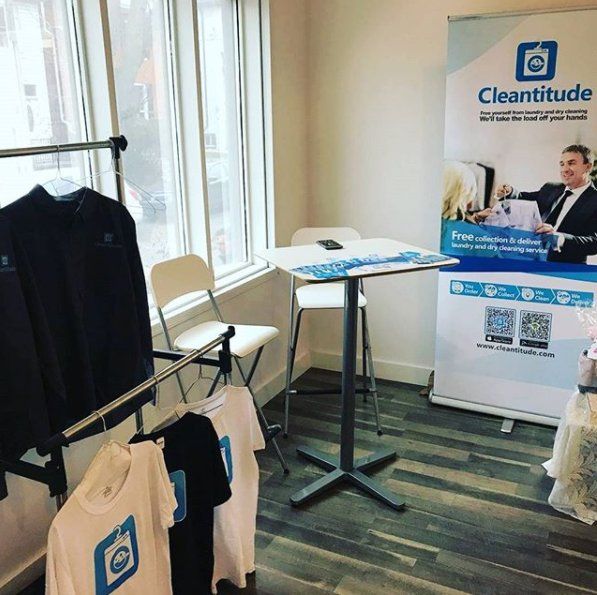 Cleantitude
Free yourself from laundry and dry cleaning
We'll take the load off your hands
Free collection & deliver
laundry and dry cleaning service
You
Order
We
Collect
We
Clean
We
www.cleantitude.com